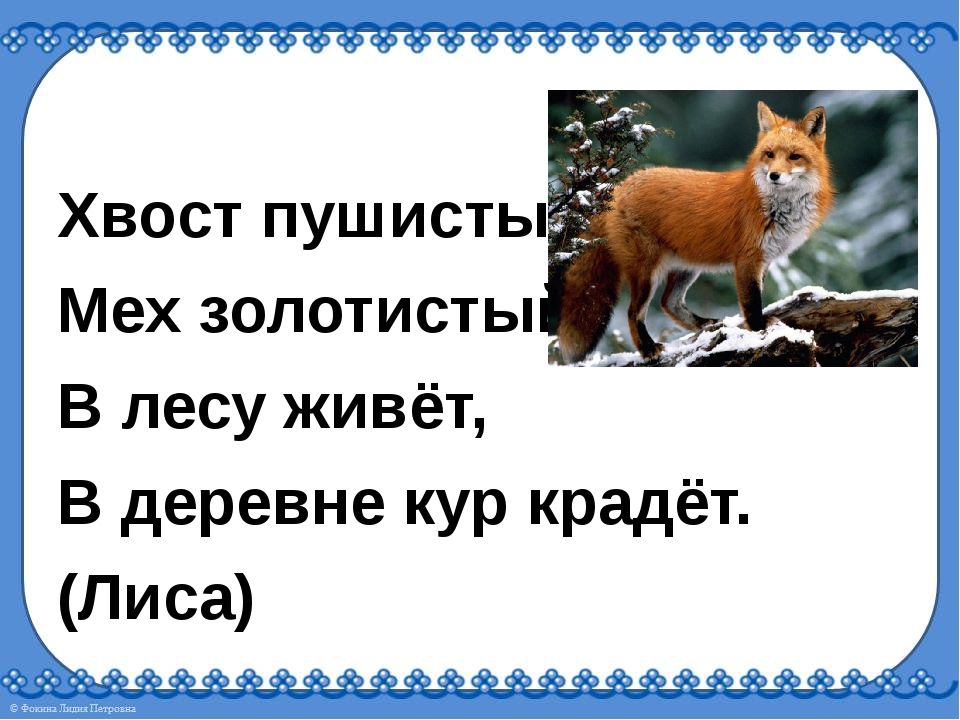 Хвост пушисты
Мех золотистый
В лесу живёт,
В деревне кур крадёт.
(Лиса)
© Фокина Лидия Петровна